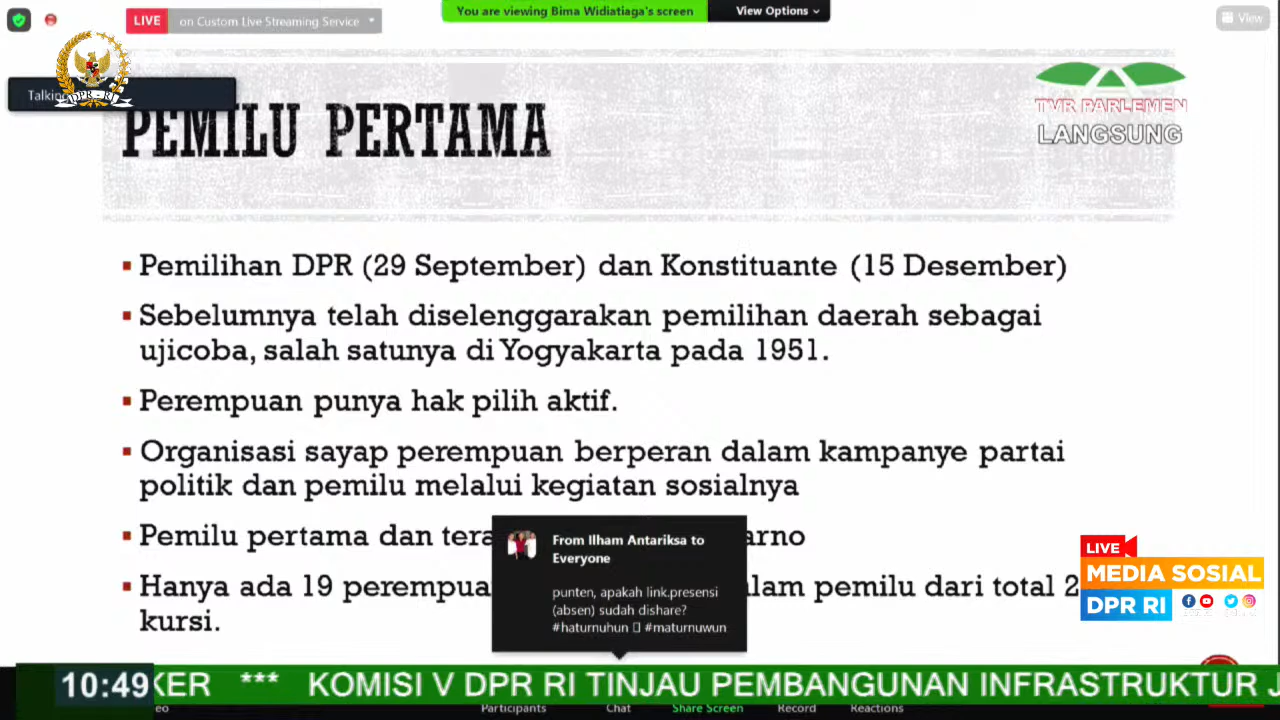 LIVE
on Custom Live Streaming Service
You are viewing Bima Widiatiaga's screen
View Options
View
Talking
DPR - RI
TVR PARLEMEN
LANGSUNG
PEMILU PERTAMA
Pemilihan DPR (29 September) dan Konstituante (15 Desember)
Sebelumnya telah diselenggarakan pemilihan daerah sebagai
ujicoba, salah satunya di Yogyakarta pada 1951.
Perempuan punya hak pilih aktif.
Organisasi sayap perempuan berperan dalam kampanye partai
politik dan pemilu melalui kegiatan sosialnya
Pemilu pertama dan tera arno
Hanya ada 19 perempua alam pemilu dari total 2
kursi.
From Ilham Antariksa to
Everyone
punten, apakah link.presensi
(absen) sudah dishare?
#haturnuhun #maturnuwun
LIVE
MEDIA SOSIAL
DPR RI
10:49 KER *** KOMISI V DPR RI TINJAU PEMBANGUNAN INFRASTRUKTUR J
eo Participants Chat Share Screen Record Reactions